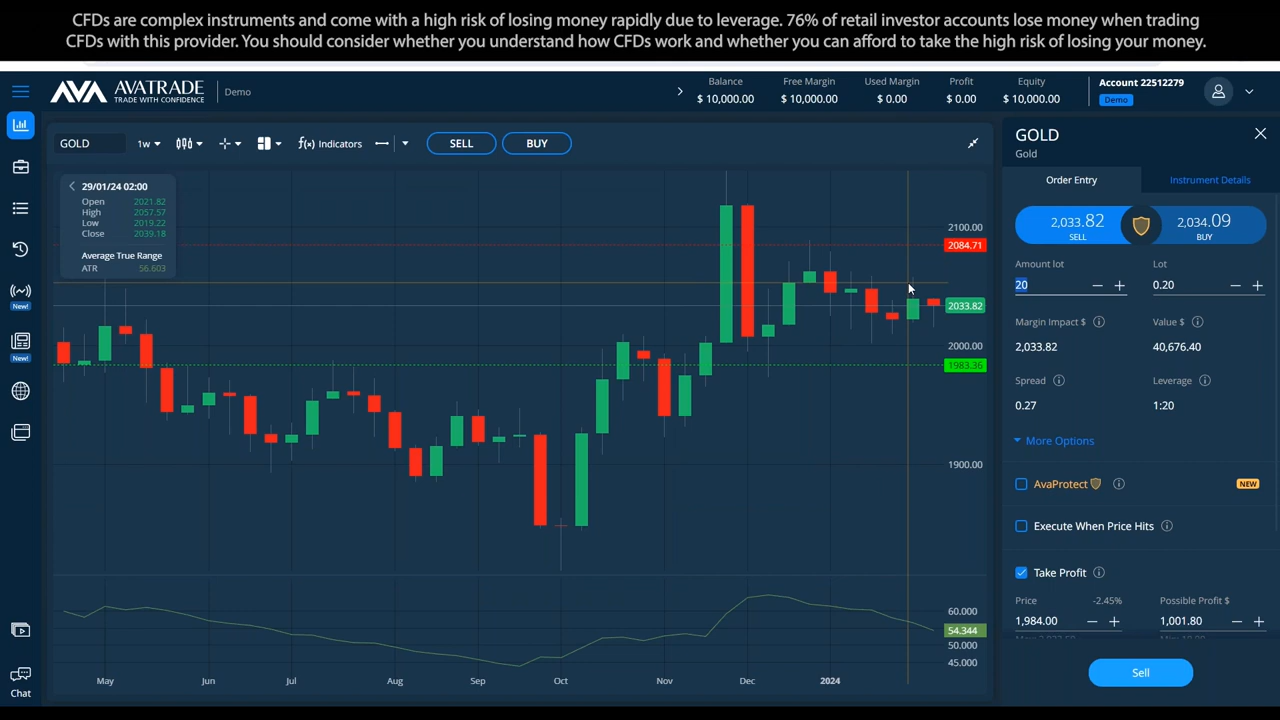 CFDs are complex instruments and come with a high risk of losing money rapidly due to leverage. 76% of retail investor accounts lose money when trading
CFDs with this provider. You should consider whether you understand how CFDs work and whether you can afford to take the high risk of losing your money.
AVA AVATRADE
TRADE WITH CONFIDENCE
Demo
Balance
$ 10,000.00
Free Margin
$ 10,000.00
Used Margin
$ 0.00
Profit
$ 0.00
Equity
$ 10,000.00
Account 22512279
Demo
GOLD
1w
f(x) Indicators
SELL
BUY
29/01/24 02:00
Open 2021.82
High 2057.57
Low 2019.22
Close 2039.18
Average True Range
ATR 56.603
2100.00
2084.71
2033.82
2000.00
1983.36
1900.00
60.000
54.344
50.000
45.000
May Jun Jul Aug Sep Oct Nov Dec 2024
New!
New!
Chat
GOLD
Gold
Order Entry
Instrument Details
2,033.82
SELL
2,034.09
BUY
Amount lot
20
Lot
0.20
Margin Impact $
2,033.82
Value $
40,676.40
Spread
0.27
Leverage
1:20
More Options
AvaProtect
NEW
Execute When Price Hits
Take Profit
Price -2.45%
1,984.00
Possible Profit $
1,001.80
Sell